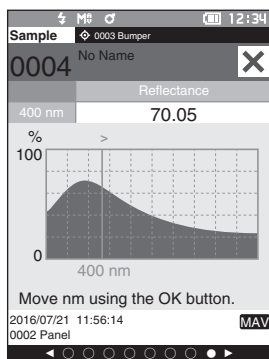 12:34
Sample 0003 Bumper
0004 No Name
Reflectance
400 nm 70.05
%
>
100
0
400 nm
Move nm using the OK button.
2016/07/21 11:56:14
0002 Panel
MAV